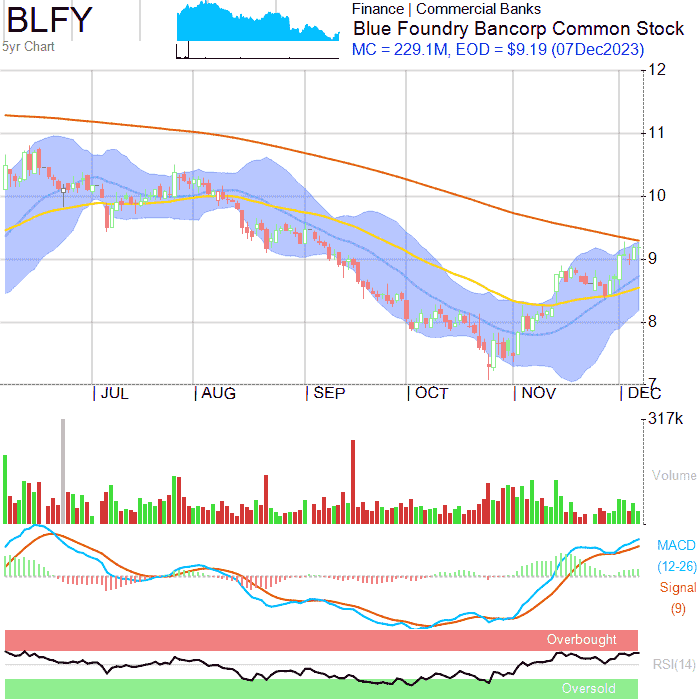 BLFY
5yr Chart
Finance | Commercial Banks
Blue Foundry Bancorp Common Stock
MC = 229.1M, EOD = $9.19 (07Dec2023)
12
11
10
9
8
7
JUL AUG SEP OCT NOV DEC
317k
Volume
MACD
(12-26)
Signal
(9)
Overbought
RSI(14)
Oversold